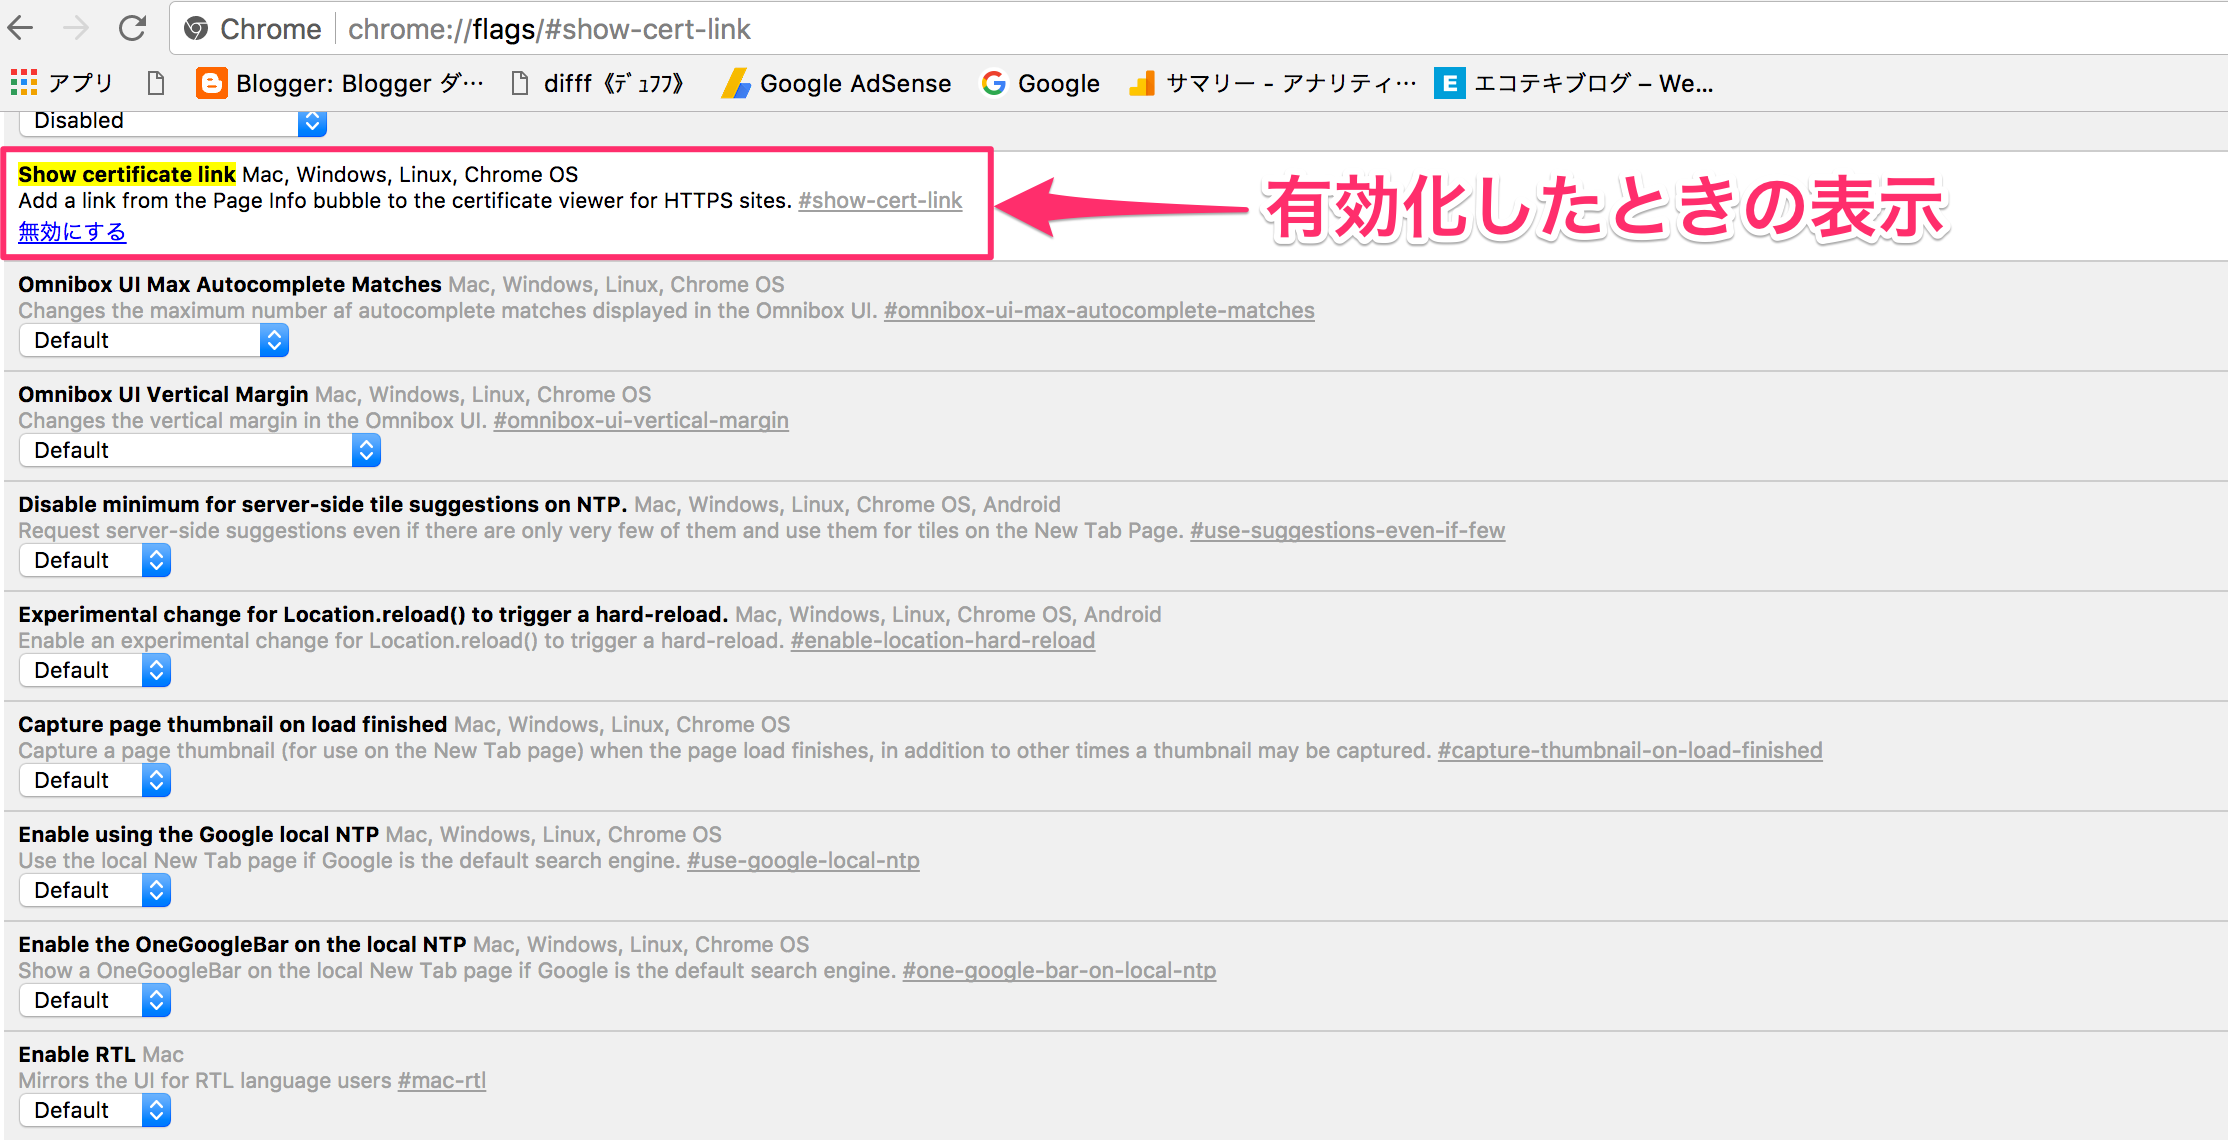 Chrome chrome://flags/#show-cert-link
アプリ Blogger: Blogger ダ… difff《ﾃﾞｭﾌﾌ》 Google AdSense Google サマリー - アナリティ… エコテキブログ – We...
Disabled
Show certificate link Mac, Windows, Linux, Chrome OS
Add a link from the Page Info bubble to the certificate viewer for HTTPS sites. #show-cert-link
無効にする
有効化したときの表示
Omnibox UI Max Autocomplete Matches Mac, Windows, Linux, Chrome OS
Changes the maximum number af autocomplete matches displayed in the Omnibox UI. #omnibox-ui-max-autocomplete-matches
Default
Omnibox UI Vertical Margin Mac, Windows, Linux, Chrome OS
Changes the vertical margin in the Omnibox UI. #omnibox-ui-vertical-margin
Default
Disable minimum for server-side tile suggestions on NTP. Mac, Windows, Linux, Chrome OS, Android
Request server-side suggestions even if there are only very few of them and use them for tiles on the New Tab Page. #use-suggestions-even-if-few
Default
Experimental change for Location.reload() to trigger a hard-reload. Mac, Windows, Linux, Chrome OS, Android
Enable an experimental change for Location.reload() to trigger a hard-reload. #enable-location-hard-reload
Default
Capture page thumbnail on load finished Mac, Windows, Linux, Chrome OS
Capture a page thumbnail (for use on the New Tab page) when the page load finishes, in addition to other times a thumbnail may be captured. #capture-thumbnail-on-load-finished
Default
Enable using the Google local NTP Mac, Windows, Linux, Chrome OS
Use the local New Tab page if Google is the default search engine. #use-google-local-ntp
Default
Enable the OneGoogleBar on the local NTP Mac, Windows, Linux, Chrome OS
Show a OneGoogleBar on the local New Tab page if Google is the default search engine. #one-google-bar-on-local-ntp
Default
Enable RTL Mac
Mirrors the UI for RTL language users #mac-rtl
Default